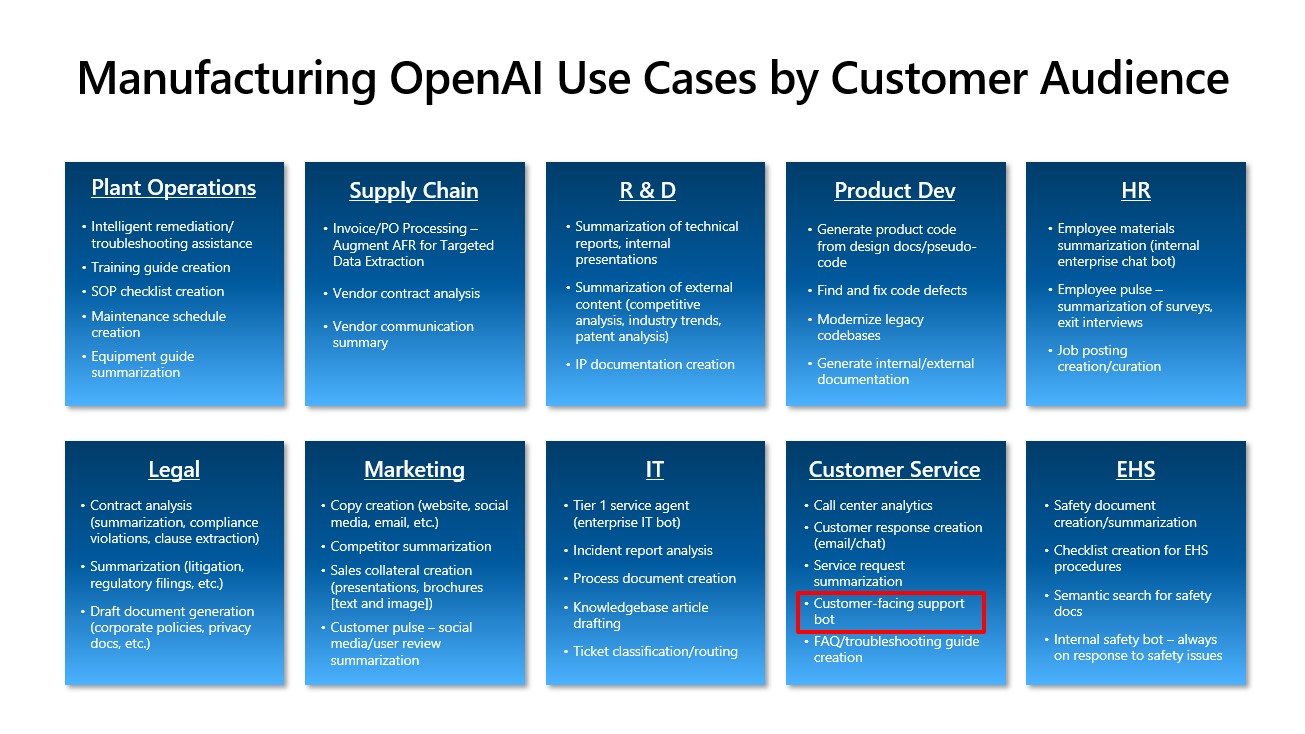 Manufacturing OpenAI Use Cases by Customer Audience
Plant Operations
• Intelligent remediation/
troubleshooting assistance
• Training guide creation
• SOP checklist creation
• Maintenance schedule
creation
• Equipment guide
summarization
Supply Chain
• Invoice/PO Processing –
Augment AFR for Targeted
Data Extraction
• Vendor contract analysis
• Vendor communication
summary
R & D
• Summarization of technical
reports, internal
presentations
• Summarization of external
content (competitive
analysis, industry trends,
patent analysis)
• IP documentation creation
Product Dev
• Generate product code
from design docs/pseudo-
code
• Find and fix code defects
• Modernize legacy
codebases
• Generate internal/external
documentation
HR
• Employee materials
summarization (internal
enterprise chat bot)
• Employee pulse –
summarization of surveys,
exit interviews
• Job posting
creation/curation
Legal
• Contract analysis
(summarization, compliance
violations, clause extraction)
• Summarization (litigation,
regulatory filings, etc.)
• Draft document generation
(corporate policies, privacy
docs, etc.)
Marketing
• Copy creation (website, social
media, email, etc.)
• Competitor summarization
• Sales collateral creation
(presentations, brochures
[text and image])
• Customer pulse – social
media/user review
summarization
IT
• Tier 1 service agent
(enterprise IT bot)
• Incident report analysis
• Process document creation
• Knowledgebase article
drafting
• Ticket classification/routing
Customer Service
• Call center analytics
• Customer response creation
(email/chat)
• Service request
summarization
• Customer-facing support
bot
• FAQ/troubleshooting guide
creation
EHS
• Safety document
creation/summarization
• Checklist creation for EHS
procedures
• Semantic search for safety
docs
• Internal safety bot – always
on response to safety issues